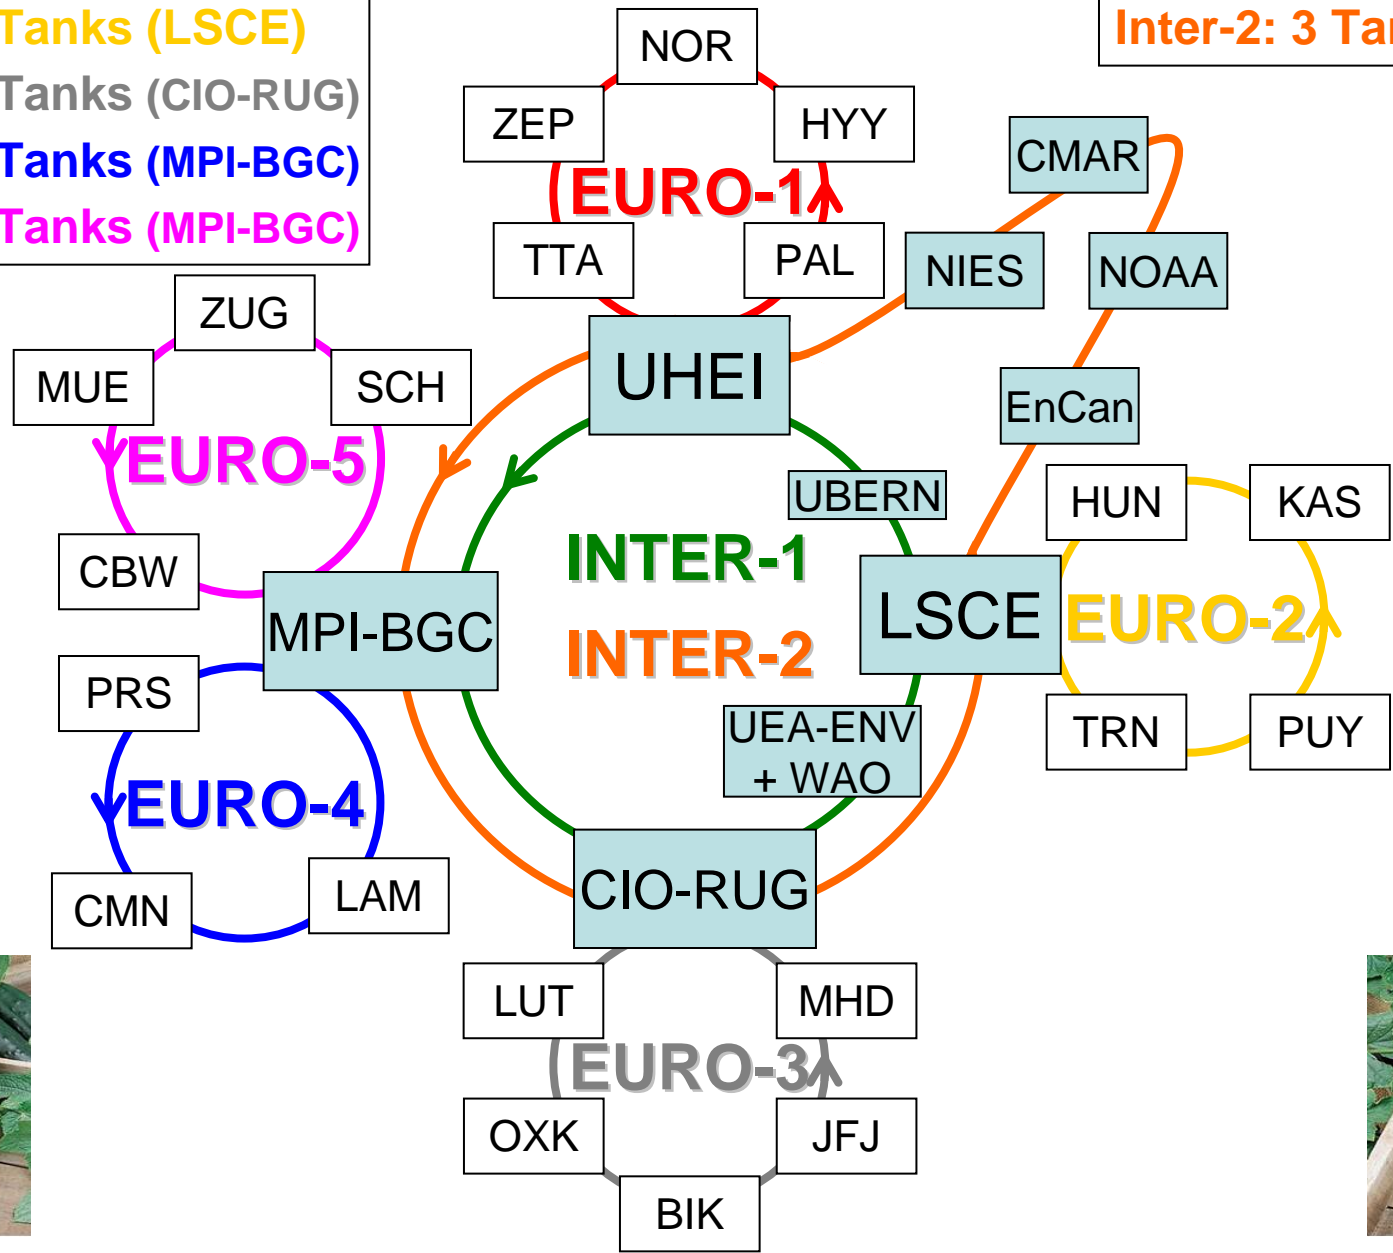 Tanks (LSCE)
Tanks (CIO-RUG)
Tanks (MPI-BGC)
Tanks (MPI-BGC)
Inter-2: 3
NOR
ZEP
HYY
EURO-1
TTA
PAL
CMAR
NIES
NOAA
UHEI
EnCan
ZUG
MUE
SCH
EURO-5
CBW
UBERN
HUN
KAS
INTER-1
INTER-2
MPI-BGC
LSCE
EURO-2
TRN
PUY
PRS
EURO-4
CMN
LAM
UEA-ENV
+ WAO
CIO-RUG
LUT
MHD
EURO-3
OXK
JFJ
BIK